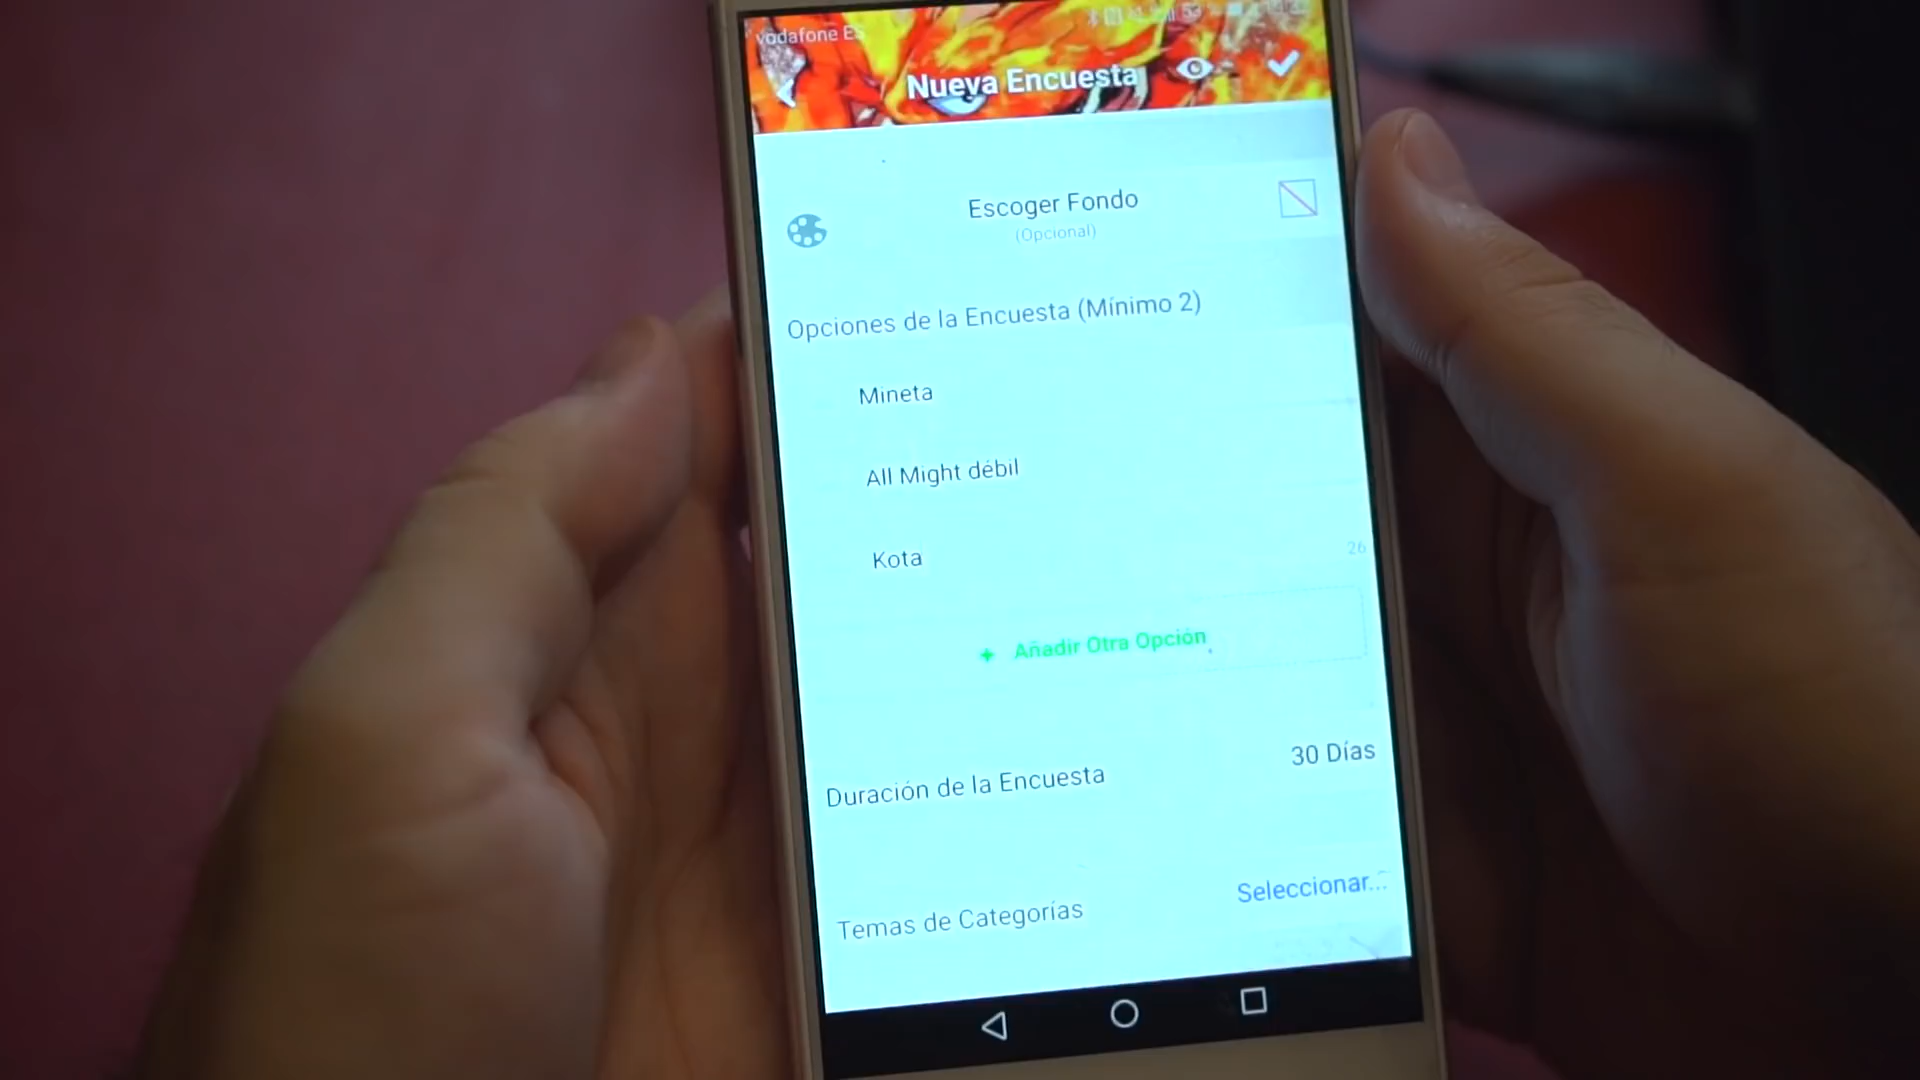 vodafone ES
53
Nueva Encuesta
Escoger Fondo
(Opcional)
Opciones de la Encuesta (Mínimo 2)
Mineta
All Might débil
Kota
26
+ Añadir Otra Opción
Duración de la Encuesta
30 Días
Temas de Categorías
Seleccionar...